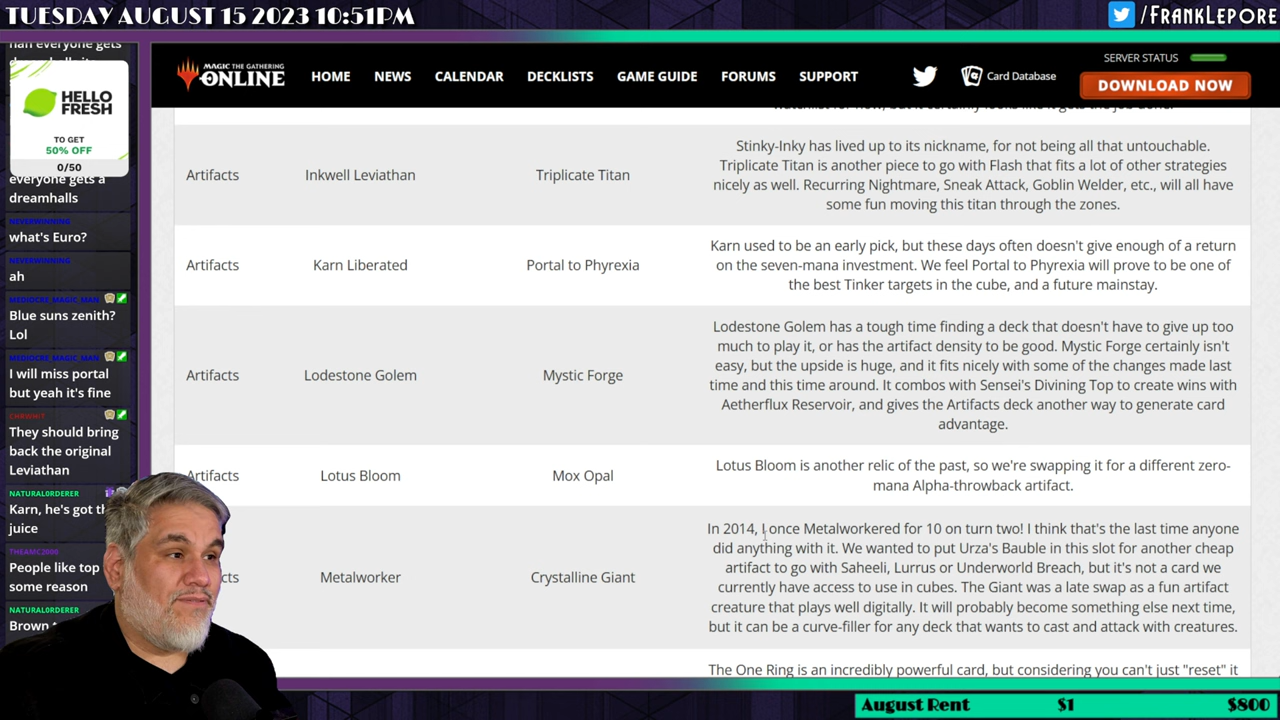 TUESDAY AUGUST 15 2023 10:51PM
/FRANKLEPORE
nah everyone gets
HELLO
FRESH
TO GET
50% OFF
0/50
everyone gets a
dreamhalls
NEVERWINNING
what's Euro?
NEVERWINNING
ah
MEDIOCRE_MAGIC_MAN
Blue suns zenith?
Lol
MEDIOCRE_MAGIC_MAN
I will miss portal
but yeah it's fine
They should bring
back the original
Leviathan
NATURAL0RDERER
Karn, he's got th
juice
THEAMC2006
People like top
some reason
NATURAL0RDERER
Brown
MAGIC THE GATHERING
ONLINE
HOME
NEWS
CALENDAR
DECKLISTS
GAME GUIDE
FORUMS
SUPPORT
Card Database
SERVER STATUS
DOWNLOAD NOW
Artifacts
Inkwell Leviathan
Triplicate Titan
Stinky-Inky has lived up to its nickname, for not being all that untouchable.
Triplicate Titan is another piece to go with Flash that fits a lot of other strategies
nicely as well. Recurring Nightmare, Sneak Attack, Goblin Welder, etc., will all have
some fun moving this titan through the zones.
Artifacts
Karn Liberated
Portal to Phyrexia
Karn used to be an early pick, but these days often doesn't give enough of a return
on the seven-mana investment. We feel Portal to Phyrexia will prove to be one of
the best Tinker targets in the cube, and a future mainstay.
Artifacts
Lodestone Golem
Mystic Forge
Lodestone Golem has a tough time finding a deck that doesn't have to give up too
much to play it, or has the artifact density to be good. Mystic Forge certainly isn't
easy, but the upside is huge, and it fits nicely with some of the changes made last
time and this time around. It combos with Sensei's Divining Top to create wins with
Aetherflux Reservoir, and gives the Artifacts deck another way to generate card
advantage.
Artifacts
Lotus Bloom
Mox Opal
Lotus Bloom is another relic of the past, so we're swapping it for a different zero-
mana Alpha-throwback artifact.
cts
Metalworker
Crystalline Giant
In 2014, I once Metalworkered for 10 on turn two! I think that's the last time anyone
did anything with it. We wanted to put Urza's Bauble in this slot for another cheap
artifact to go with Saheeli, Lurrus or Underworld Breach, but it's not a card we
currently have access to use in cubes. The Giant was a late swap as a fun artifact
creature that plays well digitally. It will probably become something else next time,
but it can be a curve-filler for any deck that wants to cast and attack with creatures.
The One Ring is an incredibly powerful card, but considering you can't just "reset" it
August Rent
$1
$800